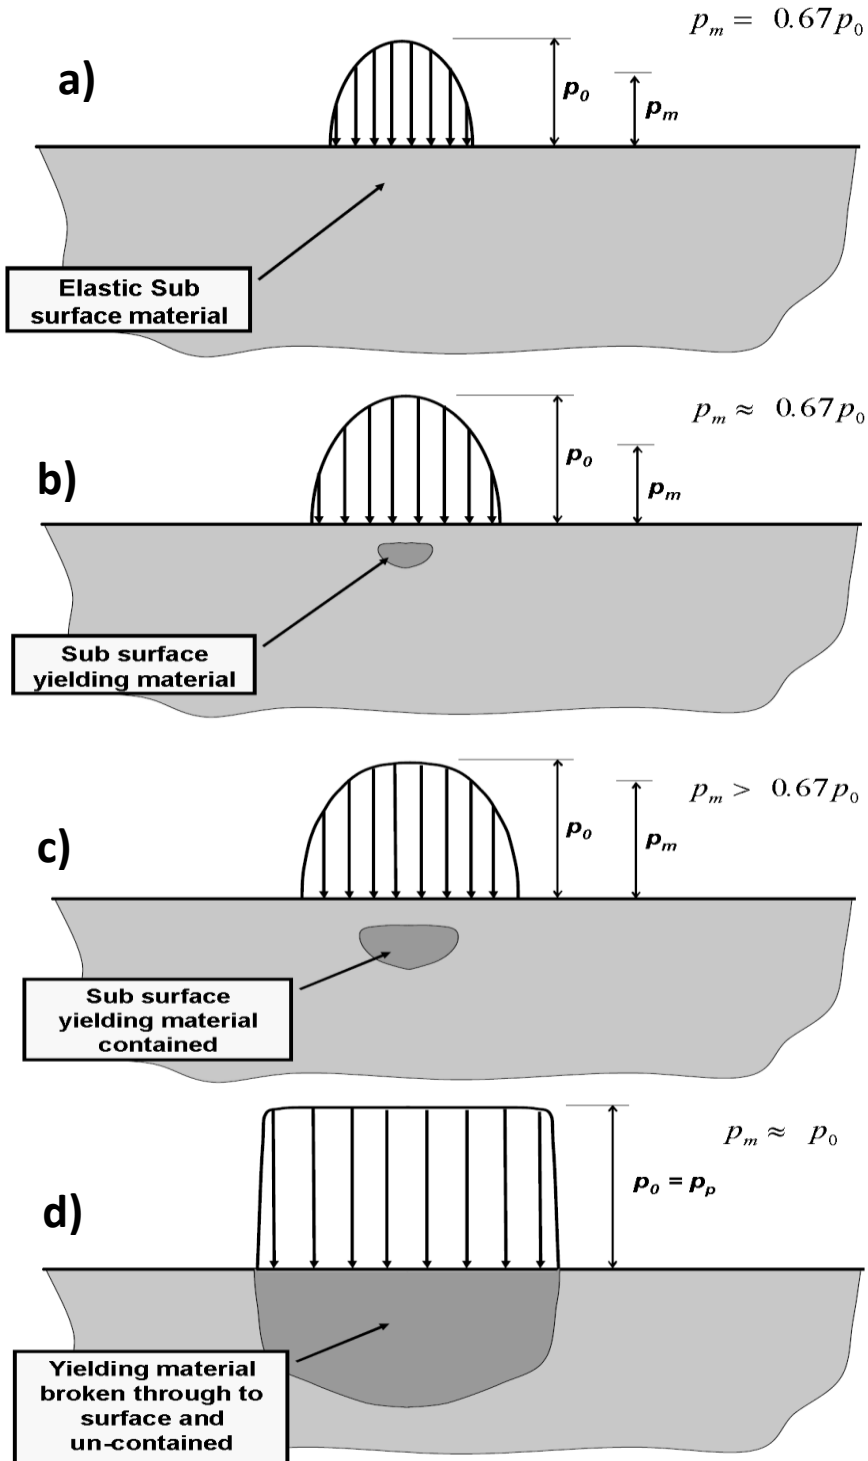 p_m = 0.67p_0
a)
p_0
p_m
Elastic Sub
surface material
p_m ≈ 0.67p_0
b)
p_0
p_m
Sub surface
yielding material
p_m > 0.67p_0
c)
p_0
p_m
Sub surface
yielding material
contained
p_m ≈ p_0
d)
p_0 = p_p
Yielding material
broken through to
surface and
un-contained